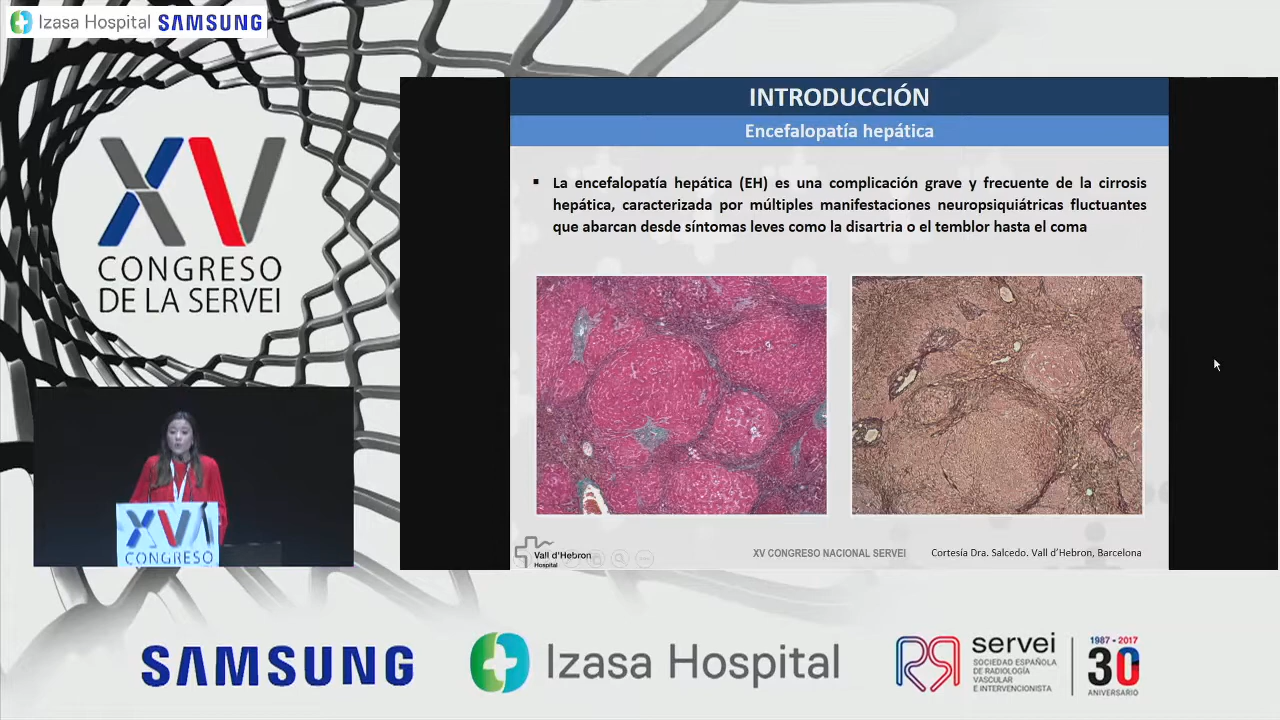 Izasa Hospital SAMSUNG
XV
CONGRESO
DE LA SERVEI
INTRODUCCIÓN
Encefalopatía hepática
▪ La encefalopatía hepática (EH) es una complicación grave y frecuente de la cirrosis
hepática, caracterizada por múltiples manifestaciones neuropsiquiátricas fluctuantes
que abarcan desde síntomas leves como la disartria o el temblor hasta el coma
Vall d'Hebron
Hospital
XV CONGRESO NACIONAL SERVEI
Cortesía Dra. Salcedo. Vall d'Hebron, Barcelona
XV
CONGRESO
SAMSUNG
Izasa Hospital
servei
SOCIEDAD ESPAÑOLA
DE RADIOLOGÍA
VASCULAR
E INTERVENCIONISTA
1987 • 2017
30
ANIVERSARIO